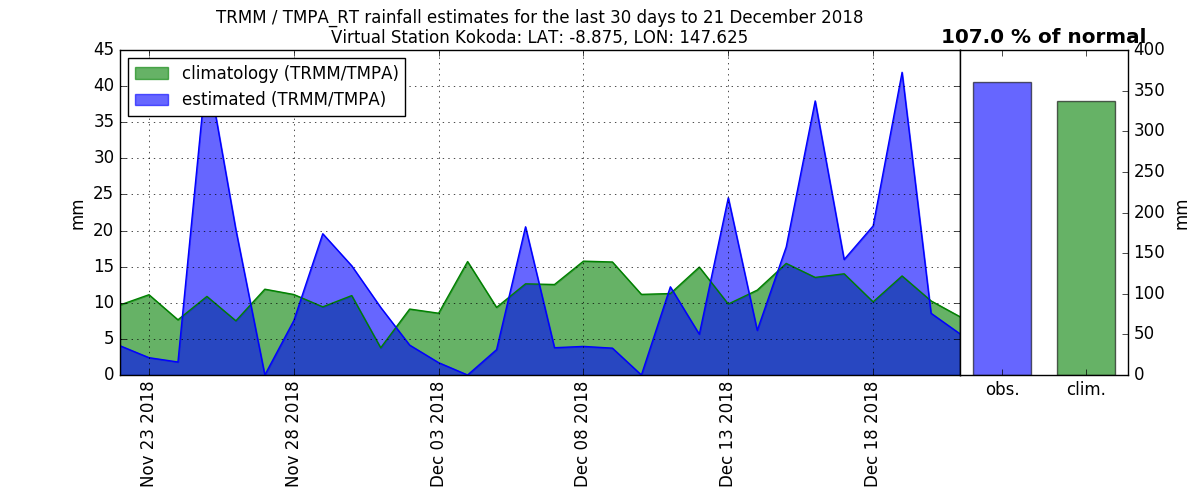 TRMM / TMPA_RT rainfall estimates for the last 30 days to 21 December 2018
Virtual Station Kokoda: LAT: -8.875, LON: 147.625
107.0 % of normal
climatology (TRMM/TMPA)
estimated (TRMM/TMPA)
45
40
35
30
25
20
15
10
5
0
mm
400
350
300
250
200
150
100
50
0
mm
obs.
clim.
Nov 23 2018
Nov 28 2018
Dec 03 2018
Dec 08 2018
Dec 13 2018
Dec 18 2018